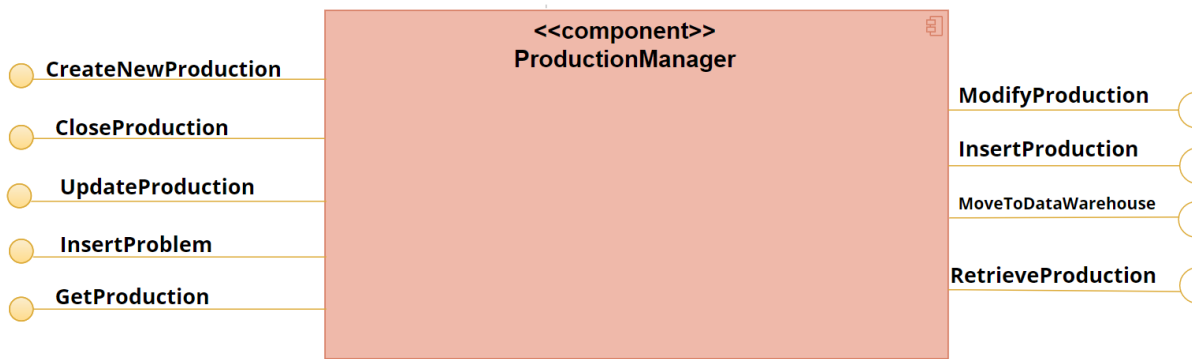 <<component>>
ProductionManager
CreateNewProduction
CloseProduction
UpdateProduction
InsertProblem
GetProduction
ModifyProduction
InsertProduction
MoveToDataWarehouse
RetrieveProduction